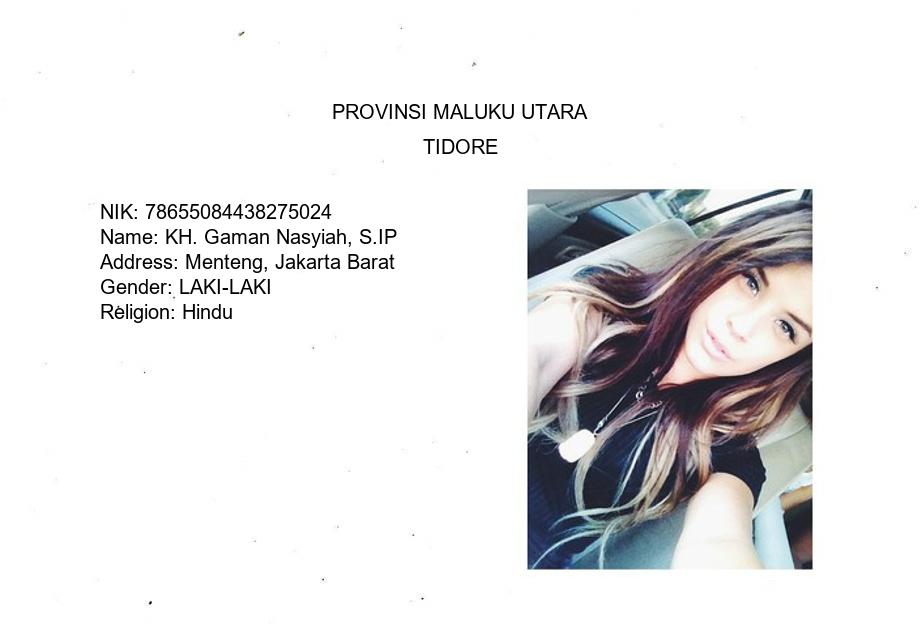 PROVINSI MALUKU UTARA
TIDORE
NIK: 78655084438275024
Name: KH. Gaman Nasyiah, S.IP
Address: Menteng, Jakarta Barat
Gender: LAKI-LAKI
Religion: Hindu